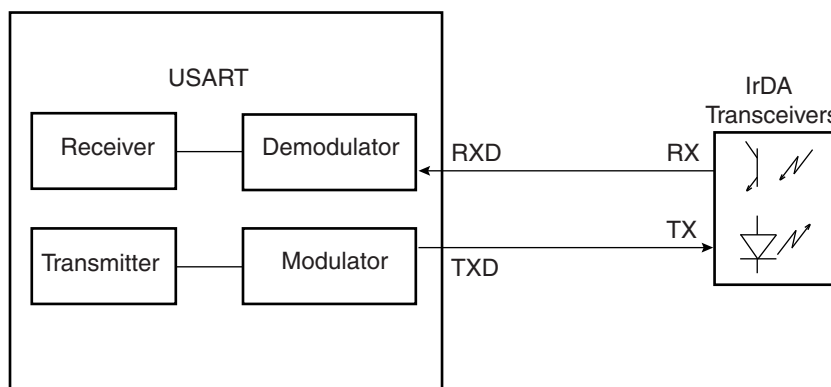 USART
IrDA
Transceivers
Receiver
Demodulator
RXD
RX
Transmitter
Modulator
TXD
TX